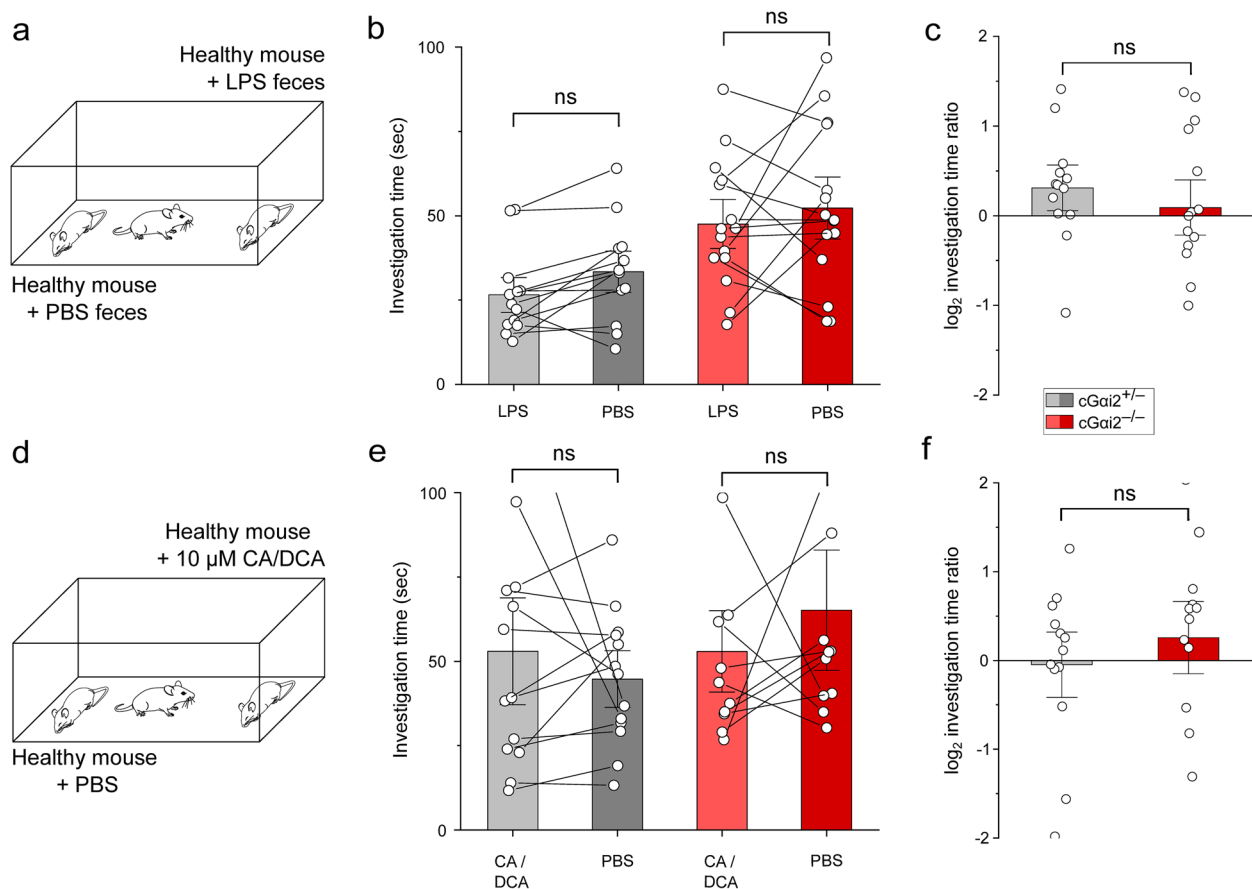 a
Healthy mouse
+ LPS feces
Healthy mouse
+ PBS feces
b
Investigation time (sec)
100
50
0
ns
ns
LPS
PBS
LPS
PBS
c
log₂ investigation time ratio
2
1
0
-1
-2
ns
cGαi2+/–
cGαi2–/–
d
Healthy mouse
+ 10 µM CA/DCA
Healthy mouse
+ PBS
e
Investigation time (sec)
100
50
0
ns
ns
CA /
DCA
PBS
CA /
DCA
PBS
f
log₂ investigation time ratio
2
1
0
-1
-2
ns